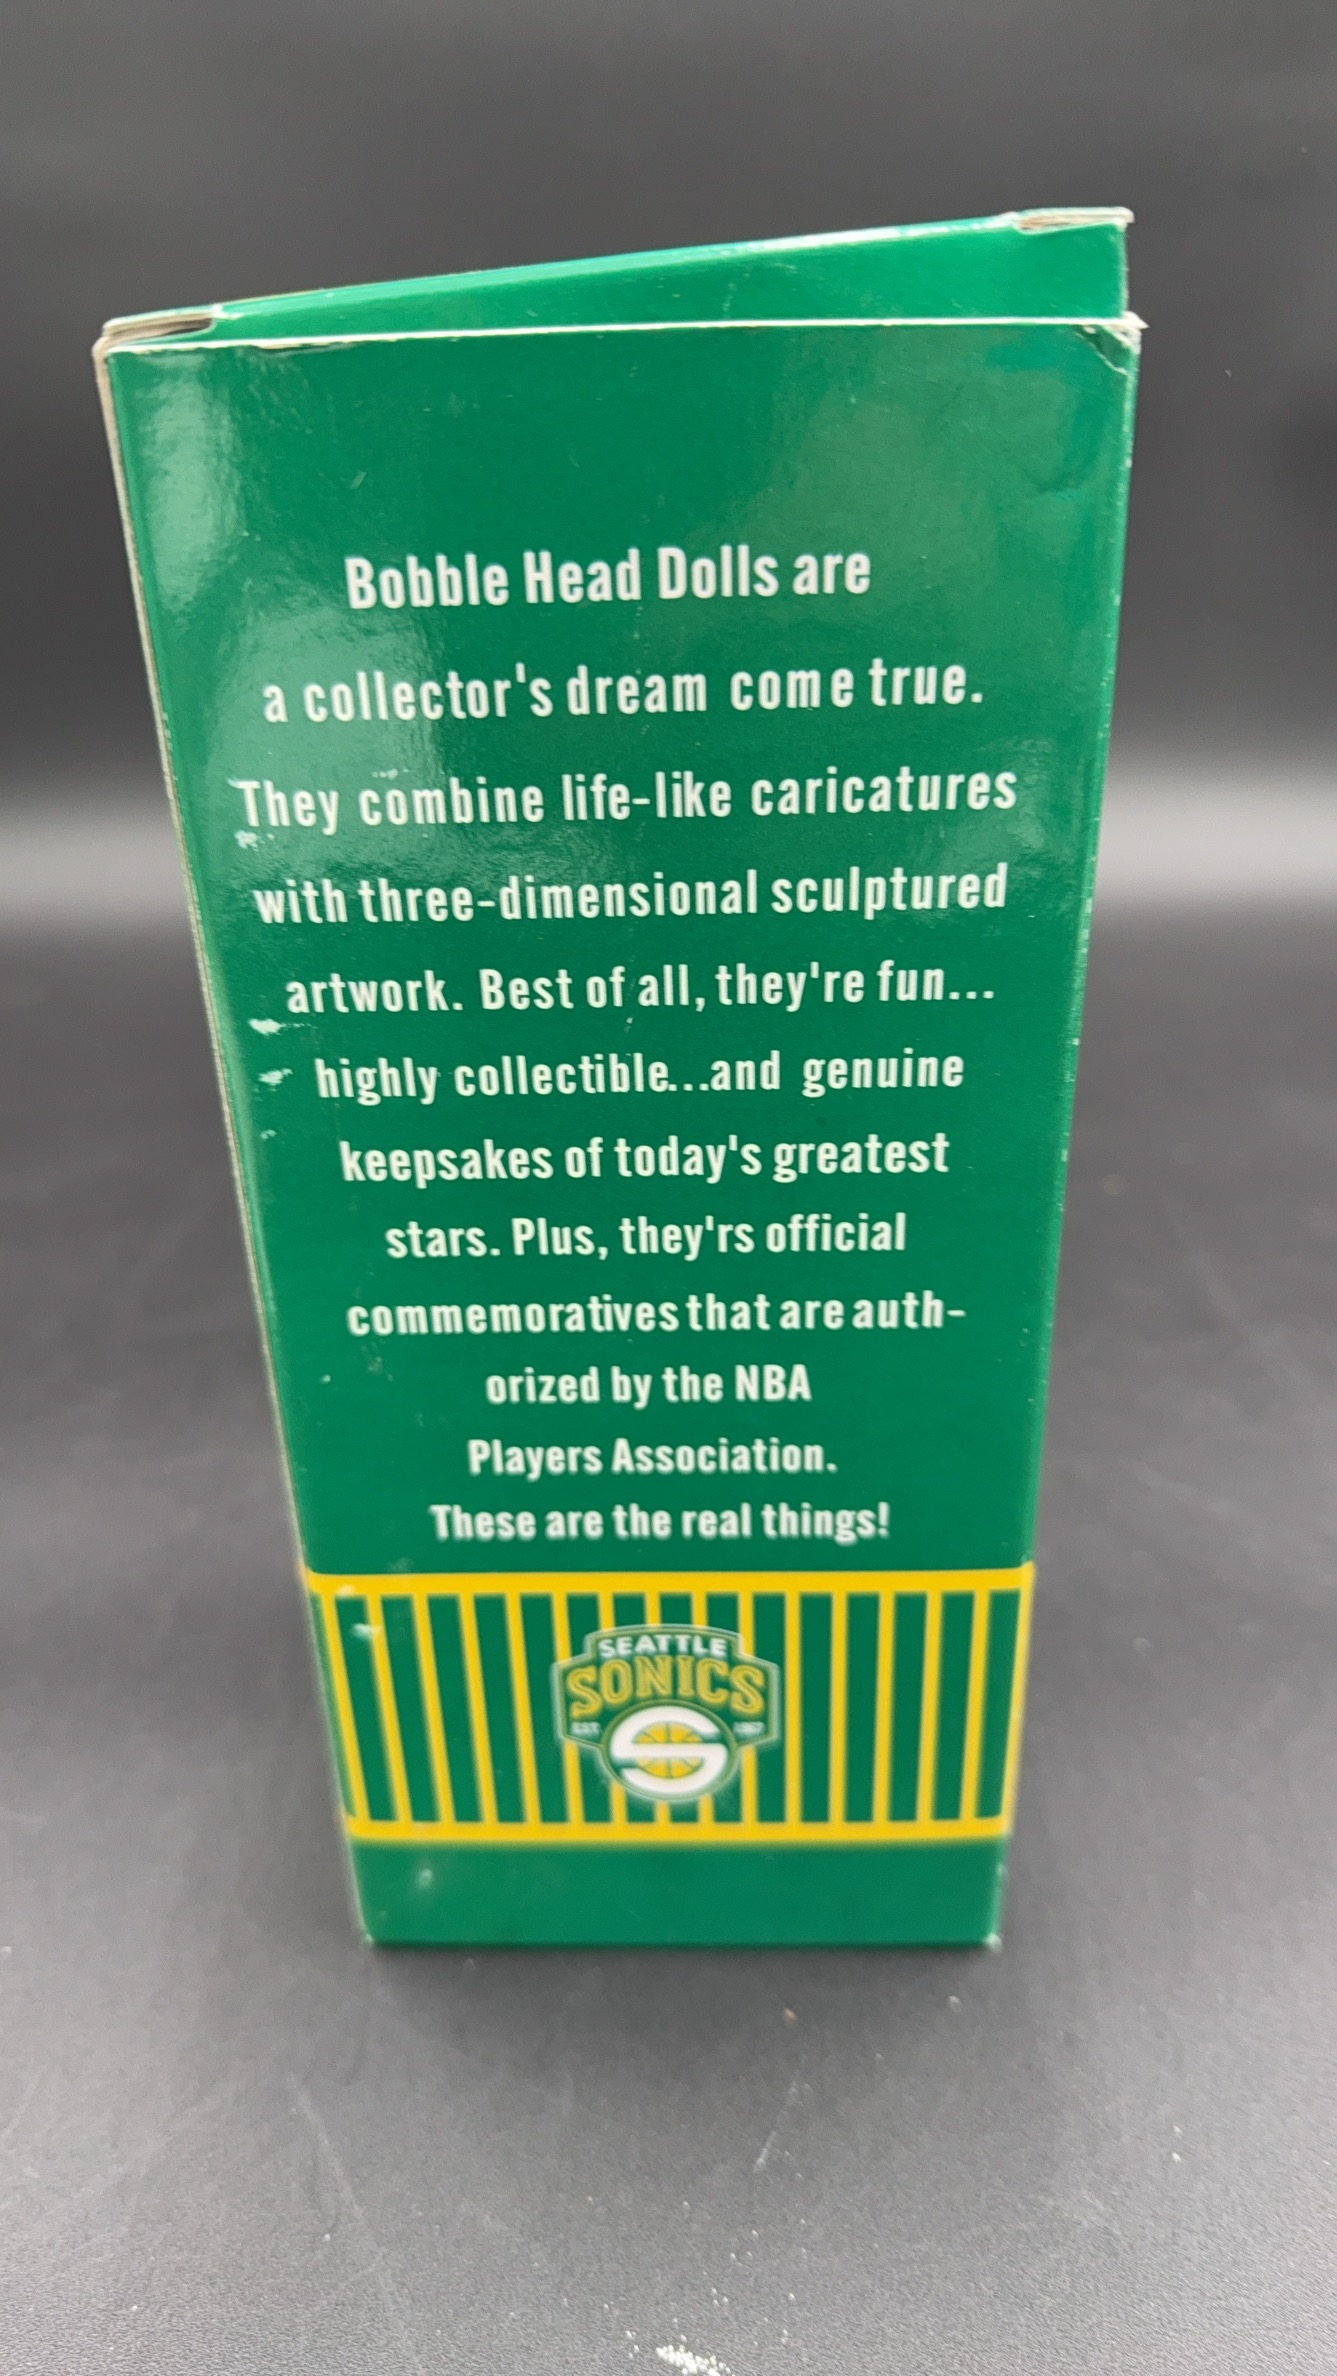 Bobble Head Dolls are
a collector's dream come true.
They combine life-like caricatures
with three-dimensional sculptured
artwork. Best of all, they're fun...
highly collectible...and genuine
keepsakes of today's greatest
stars. Plus, they'rs official
commemoratives that are auth-
orized by the NBA
Players Association.
These are the real things!
SEATTLE
SONICS
EST. 1967
S